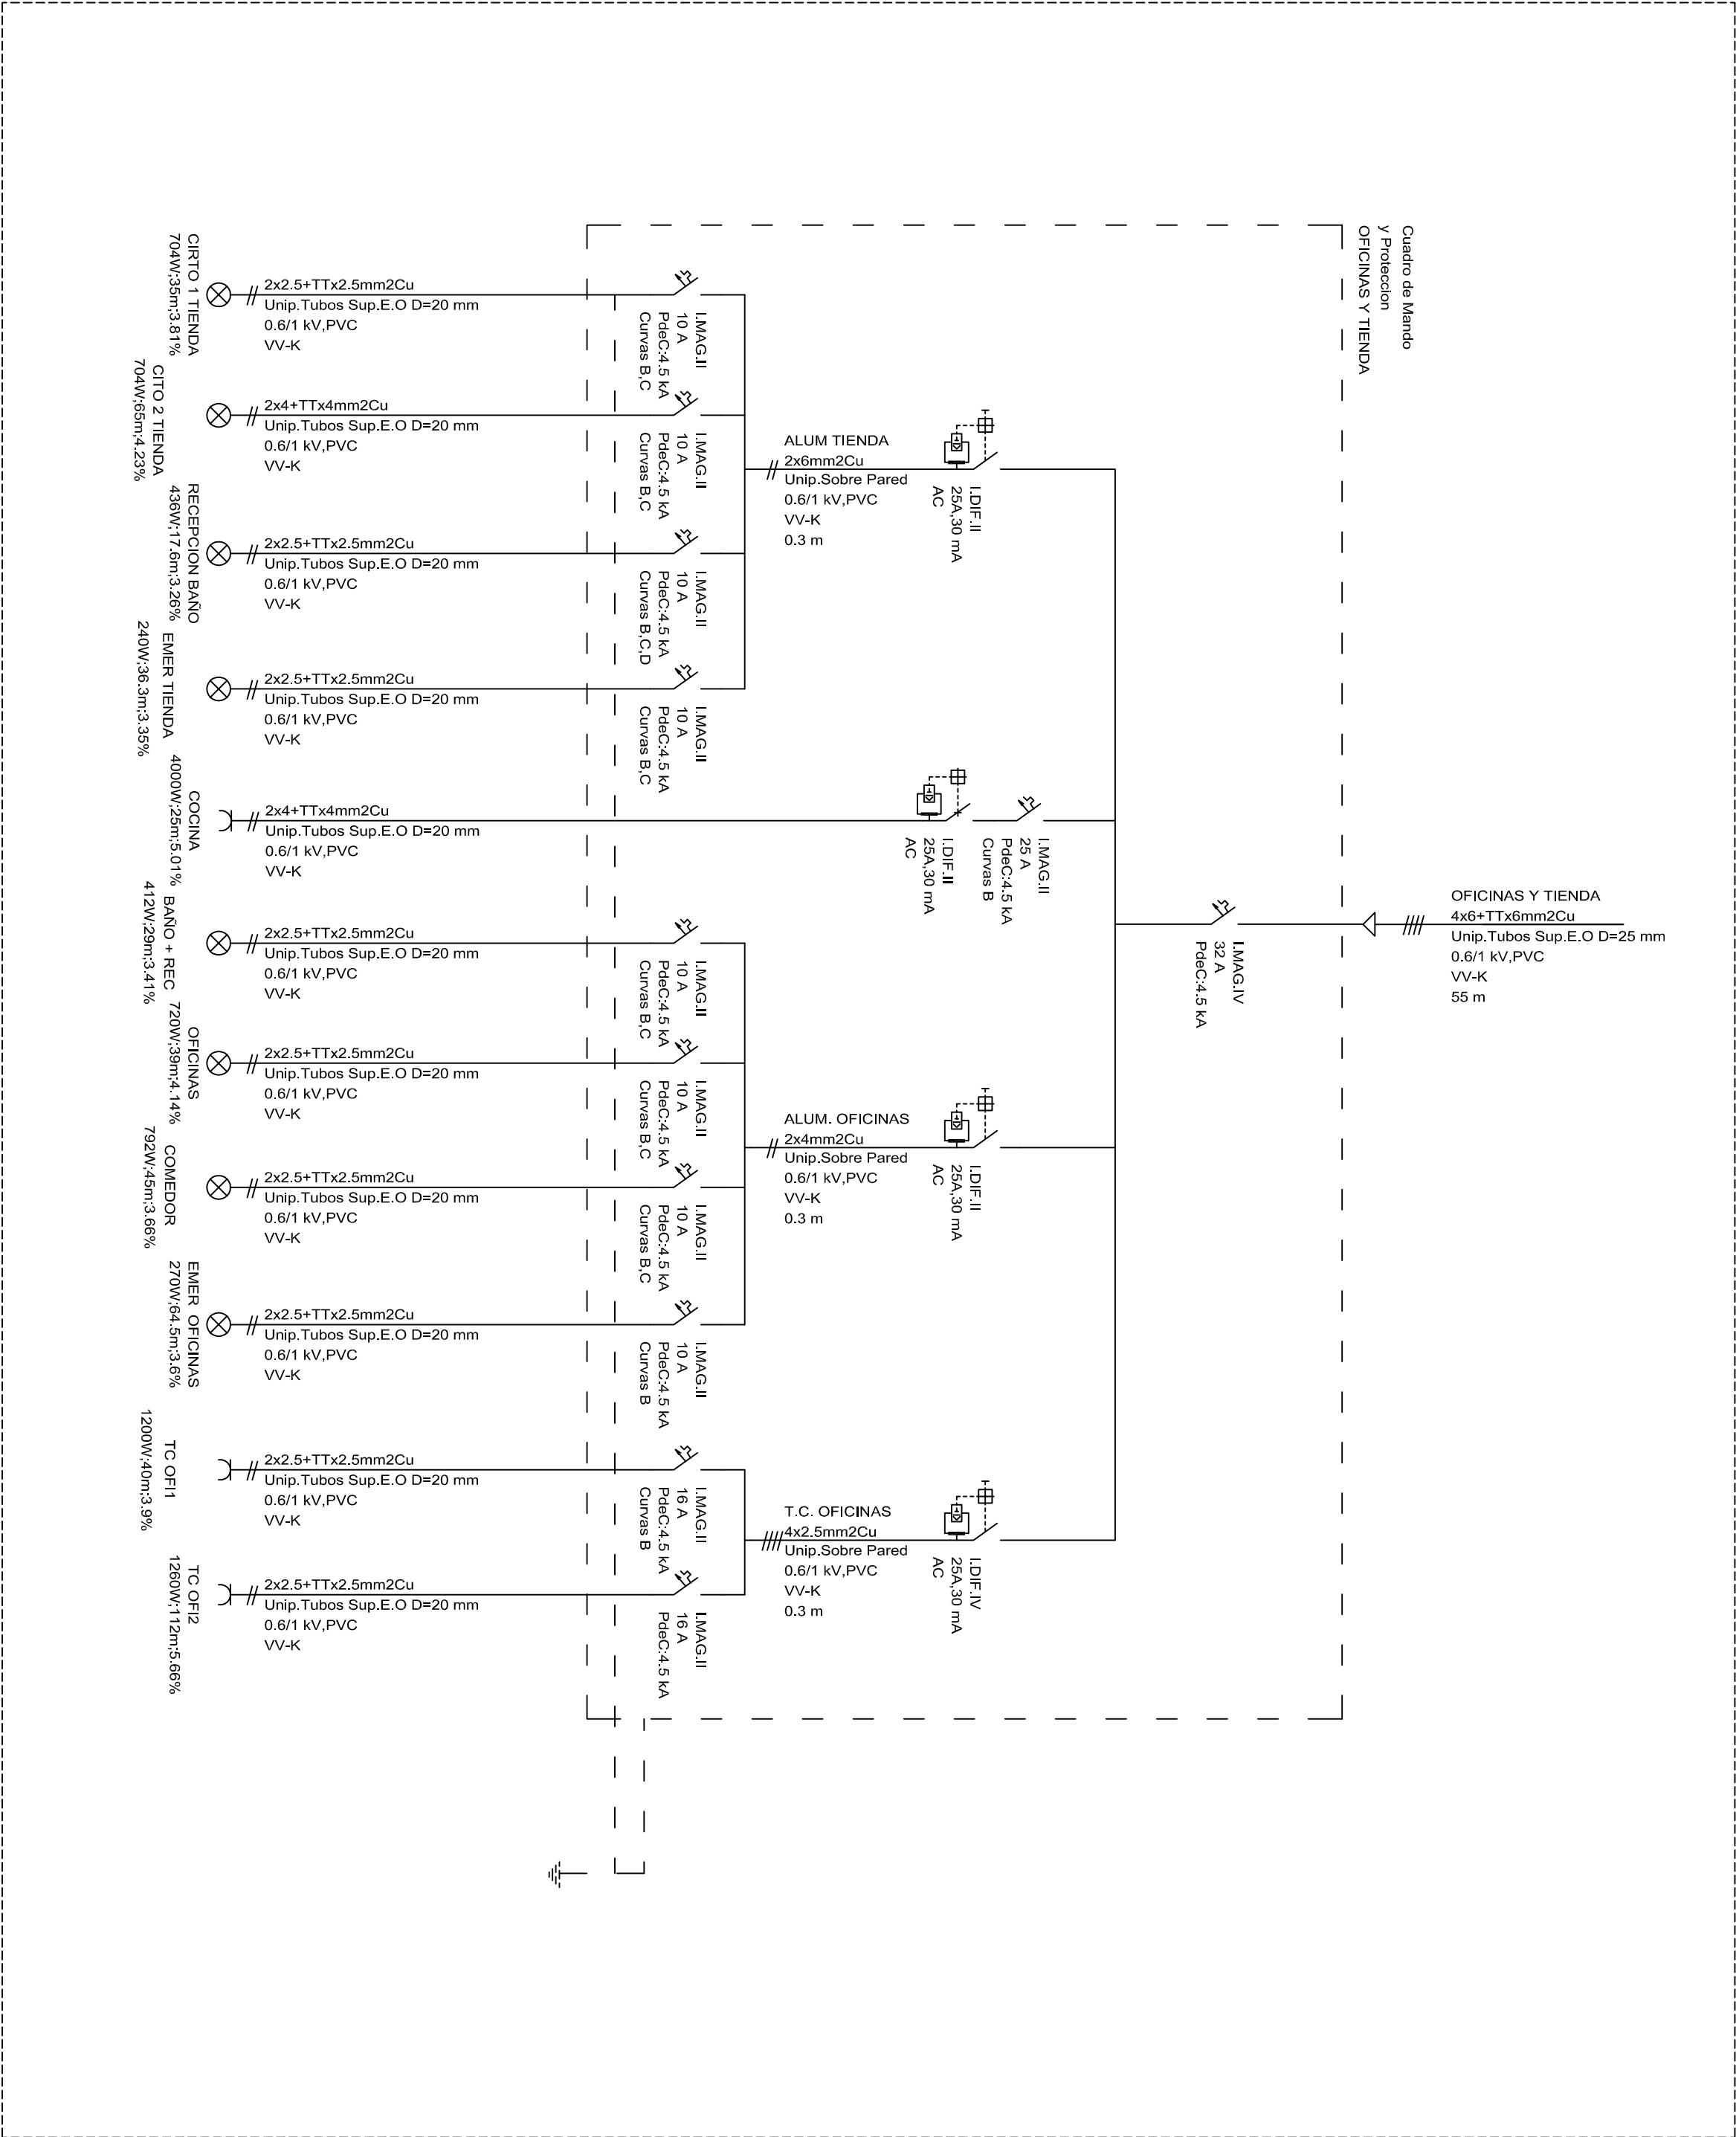 Cuadro de Mando
y Proteccion
OFICINAS Y TIENDA
OFICINAS Y TIENDA
4x6+TTx6mm2Cu
Unip.Tubos Sup.E.O D=25 mm
0.6/1 kV,PVC
VV-K
55 m
I.MAG.IV
32 A
PdeC:4.5 kA
I.DIF.II
25A,30 mA
AC
ALUM TIENDA
2x6mm2Cu
Unip.Sobre Pared
0.6/1 kV,PVC
VV-K
0.3 m
I.MAG.II
10 A
PdeC:4.5 kA
Curvas B,C
2x2.5+TTx2.5mm2Cu
Unip.Tubos Sup.E.O D=20 mm
0.6/1 kV,PVC
VV-K
CIRTO 1 TIENDA
704W;35m;3.81%
I.MAG.II
10 A
PdeC:4.5 kA
Curvas B,C
2x4+TTx4mm2Cu
Unip.Tubos Sup.E.O D=20 mm
0.6/1 kV,PVC
VV-K
CITO 2 TIENDA
704W;65m;4.23%
I.MAG.II
10 A
PdeC:4.5 kA
Curvas B,C,D
2x2.5+TTx2.5mm2Cu
Unip.Tubos Sup.E.O D=20 mm
0.6/1 kV,PVC
VV-K
RECEPCION BAÑO
436W;17.6m;3.26%
I.MAG.II
10 A
PdeC:4.5 kA
Curvas B,C
2x2.5+TTx2.5mm2Cu
Unip.Tubos Sup.E.O D=20 mm
0.6/1 kV,PVC
VV-K
EMER TIENDA
240W;36.3m;3.35%
I.MAG.II
25 A
PdeC:4.5 kA
Curvas B
I.DIF.II
25A,30 mA
AC
2x4+TTx4mm2Cu
Unip.Tubos Sup.E.O D=20 mm
0.6/1 kV,PVC
VV-K
COCINA
4000W;25m;5.01%
I.DIF.II
25A,30 mA
AC
ALUM. OFICINAS
2x4mm2Cu
Unip.Sobre Pared
0.6/1 kV,PVC
VV-K
0.3 m
I.MAG.II
10 A
PdeC:4.5 kA
Curvas B,C
2x2.5+TTx2.5mm2Cu
Unip.Tubos Sup.E.O D=20 mm
0.6/1 kV,PVC
VV-K
BAÑO + REC
412W;29m;3.41%
I.MAG.II
10 A
PdeC:4.5 kA
Curvas B,C
2x2.5+TTx2.5mm2Cu
Unip.Tubos Sup.E.O D=20 mm
0.6/1 kV,PVC
VV-K
OFICINAS
720W;39m;4.14%
I.MAG.II
10 A
PdeC:4.5 kA
Curvas B,C
2x2.5+TTx2.5mm2Cu
Unip.Tubos Sup.E.O D=20 mm
0.6/1 kV,PVC
VV-K
COMEDOR
792W;45m;3.66%
I.MAG.II
10 A
PdeC:4.5 kA
Curvas B
2x2.5+TTx2.5mm2Cu
Unip.Tubos Sup.E.O D=20 mm
0.6/1 kV,PVC
VV-K
EMER OFICINAS
270W;64.5m;3.6%
I.DIF.IV
25A,30 mA
AC
T.C. OFICINAS
4x2.5mm2Cu
Unip.Sobre Pared
0.6/1 kV,PVC
VV-K
0.3 m
I.MAG.II
16 A
PdeC:4.5 kA
Curvas B
2x2.5+TTx2.5mm2Cu
Unip.Tubos Sup.E.O D=20 mm
0.6/1 kV,PVC
VV-K
TC OFI1
1200W;40m;3.9%
I.MAG.II
16 A
PdeC:4.5 kA
2x2.5+TTx2.5mm2Cu
Unip.Tubos Sup.E.O D=20 mm
0.6/1 kV,PVC
VV-K
TC OFI2
1260W;112m;5.66%